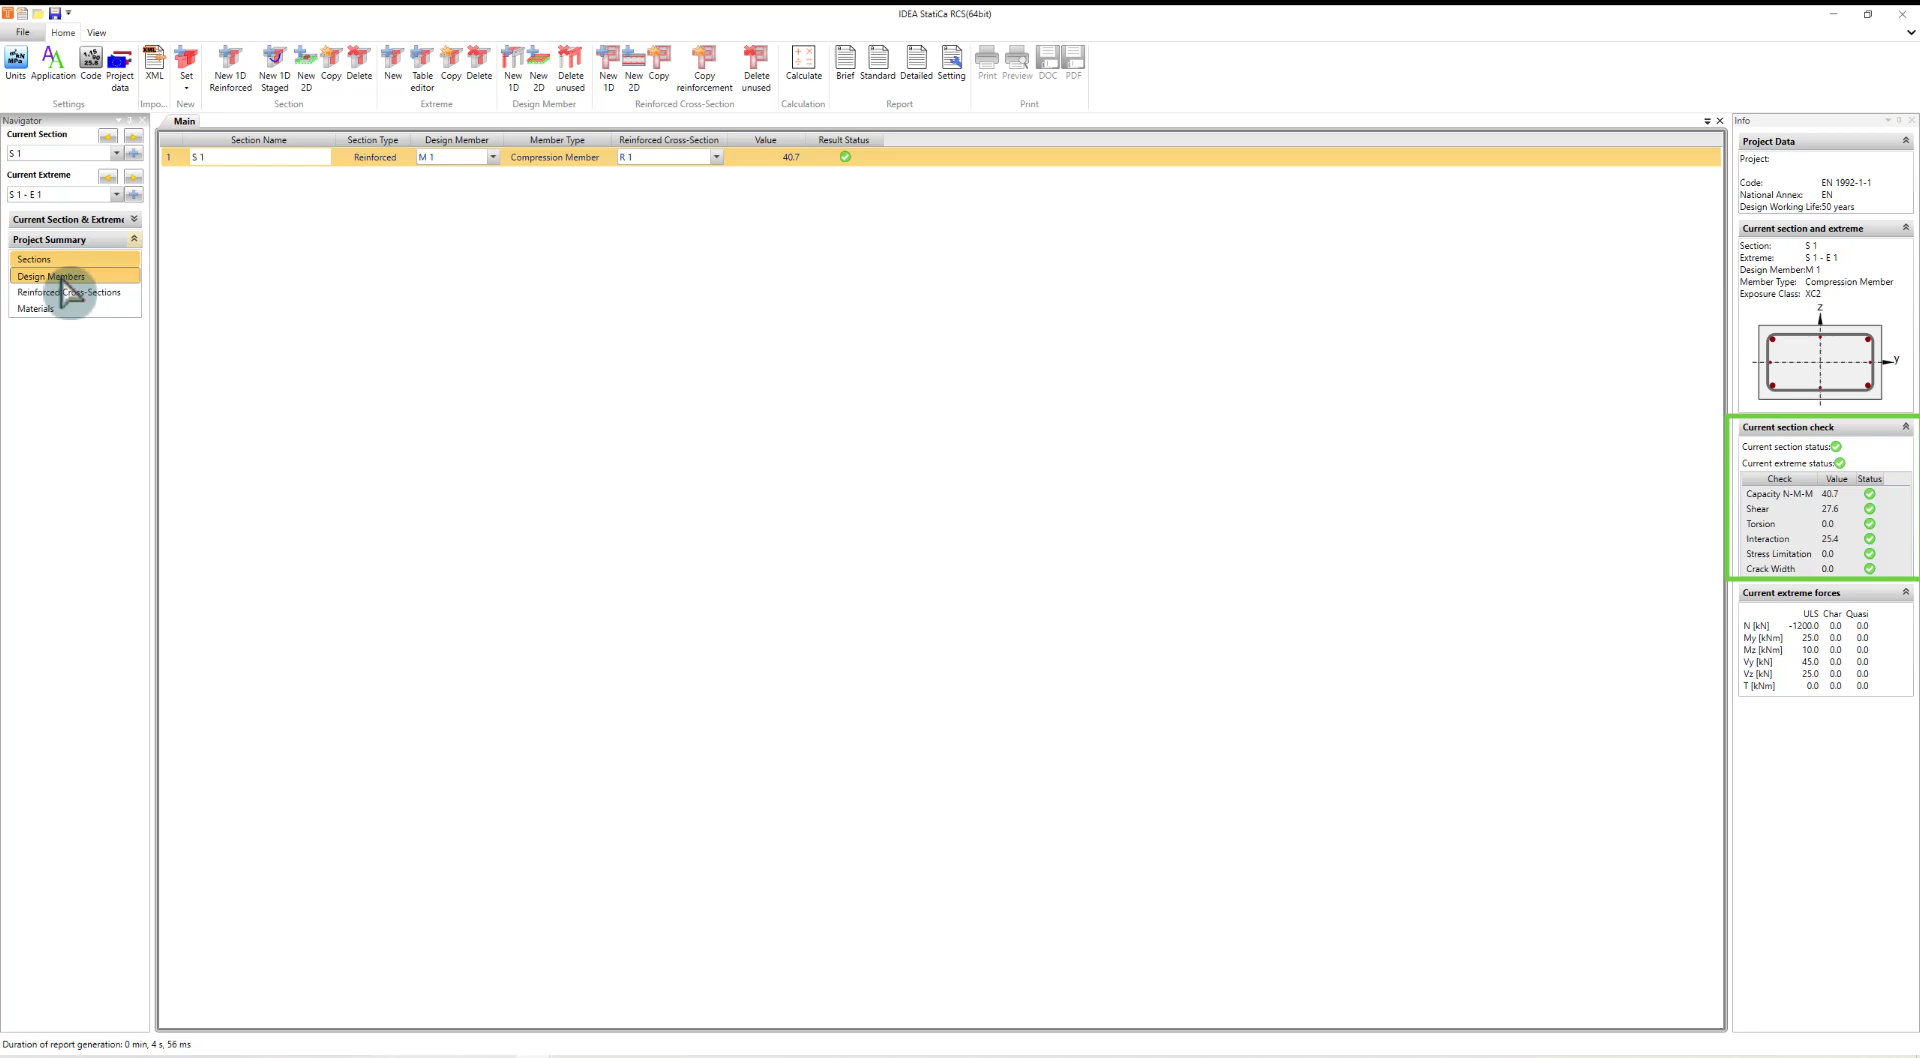 IDEA StatiCa RCS(64bit)
File Home View
Units Application Code Project data XML Set New 1D Reinforced New 1D Staged New 2D Copy Delete New Table editor Copy Delete New 1D New 2D Delete unused New 1D New 2D Copy Copy reinforcement Delete unused Calculate Brief Standard Detailed Setting Print Preview DOC PDF
Settings Impo... New Section Extreme Design Member Reinforced Cross-Section Calculation Report Print
Navigator
Current Section
S 1
Current Extreme
S 1 - E 1
Current Section & Extreme
Project Summary
Sections
Design Members
Reinforced Cross-Sections
Materials
Main
Section Name Section Type Design Member Member Type Reinforced Cross-Section Value Result Status
1 S 1 Reinforced M 1 Compression Member R 1 40.7
Info
Project Data
Project:
Code: EN 1992-1-1
National Annex: EN
Design Working Life:50 years
Current section and extreme
Section: S 1
Extreme: S 1 - E 1
Design Member:M 1
Member Type: Compression Member
Exposure Class: XC2
Z
y
Current section check
Current section status:
Current extreme status:
Check Value Status
Capacity N-M-M 40.7
Shear 27.6
Torsion 0.0
Interaction 25.4
Stress Limitation 0.0
Crack Width 0.0
Current extreme forces
ULS Char Quasi
N [kN] -1200.0 0.0 0.0
My [kNm] 25.0 0.0 0.0
Mz [kNm] 10.0 0.0 0.0
Vy [kN] 45.0 0.0 0.0
Vz [kN] 25.0 0.0 0.0
T [kNm] 0.0 0.0 0.0
Duration of report generation: 0 min, 4 s, 56 ms